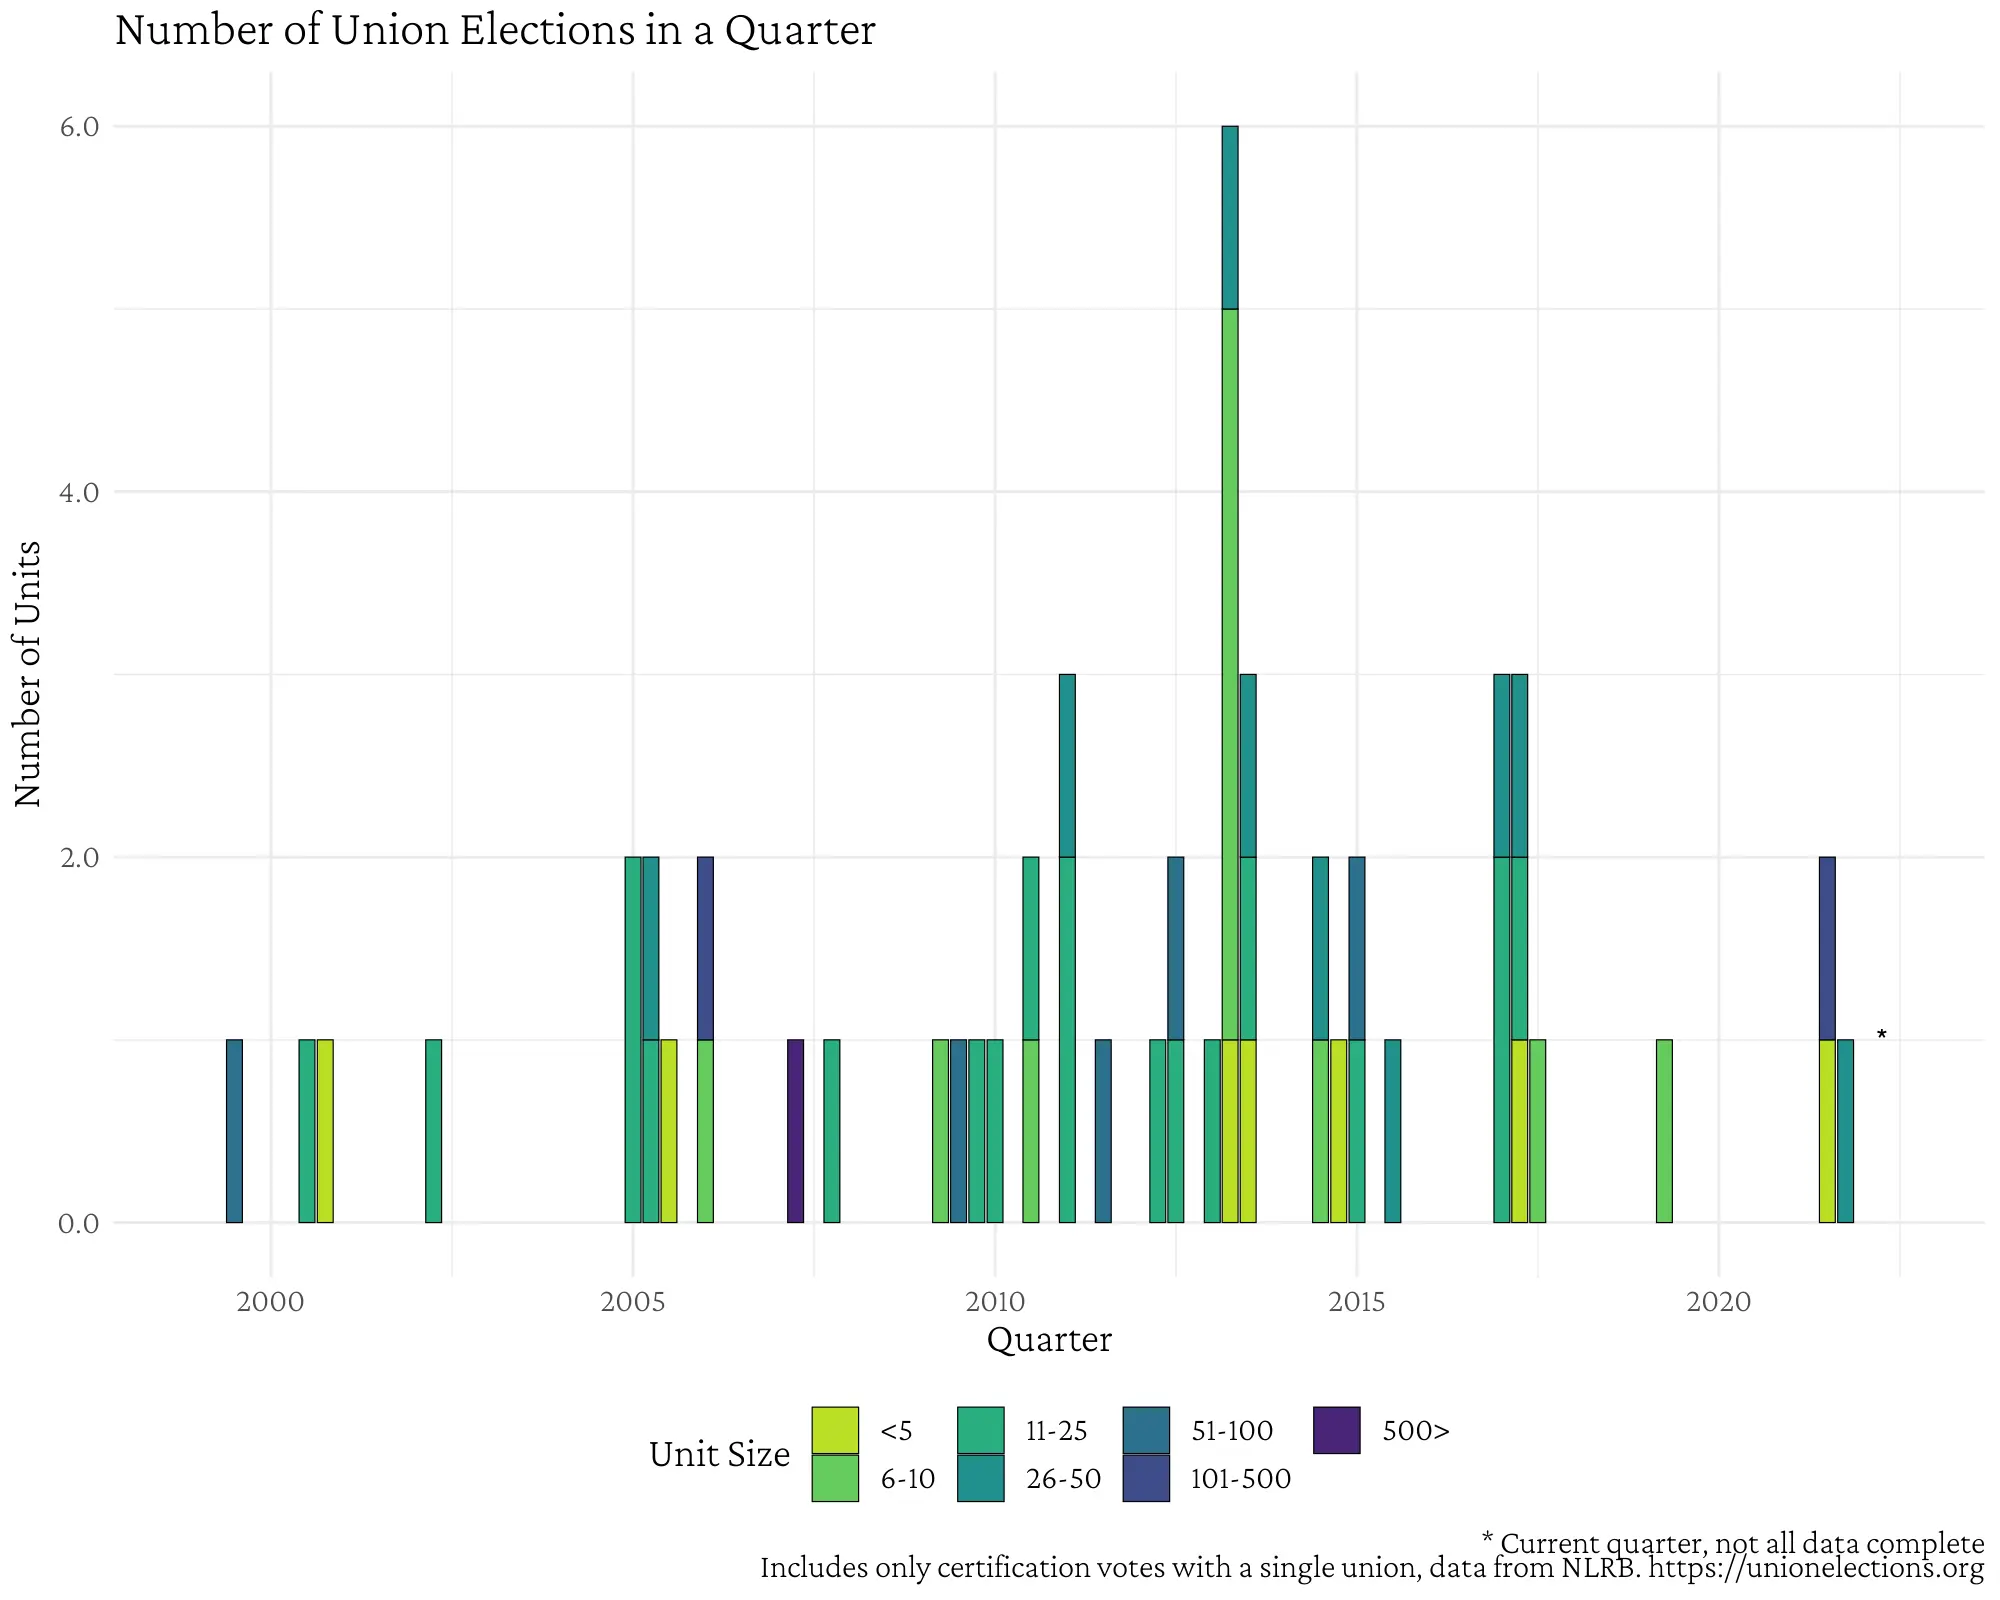 Number of Union Elections in a Quarter
Number of Units
6.0
4.0
2.0
0.0
*
2000 2005 2010 2015 2020
Quarter
Unit Size
<5 11-25 51-100 500>
6-10 26-50 101-500
* Current quarter, not all data complete
Includes only certification votes with a single union, data from NLRB. https://unionelections.org